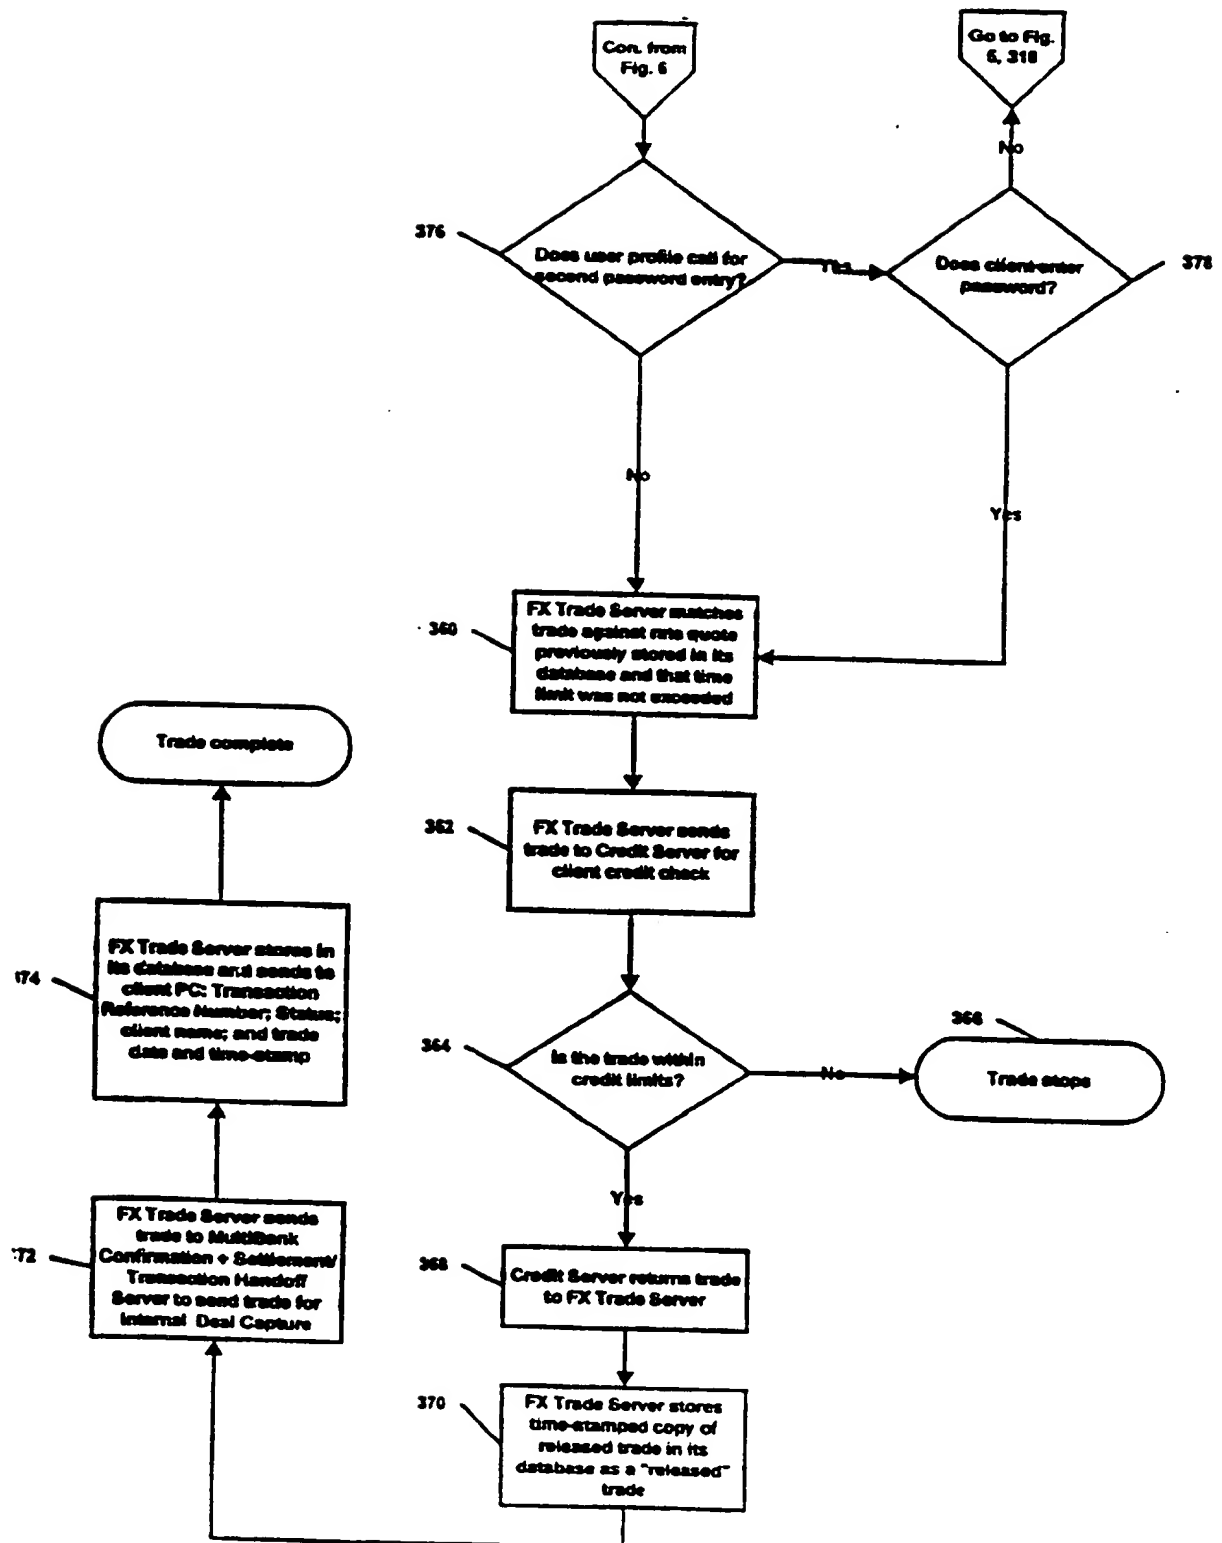 Con. from
Fig. 6
Go to Fig.
5, 318
No
376
Does user profile call for
second password entry?
Yes
Does client enter
password?
378
No
Yes
360
FX Trade Server matches
trade against rate quote
previously stored in its
database and that time
limit was not exceeded
Trade complete
362
FX Trade Server sends
trade to Credit Server for
client credit check
374
FX Trade Server stores in
its database and sends to
client PC: Transaction
Reference Number; Status;
client name; and trade
date and time-stamp
364
Is the trade within
credit limits?
No
366
Trade stops
Yes
372
FX Trade Server sends
trade to MultiBank
Confirmation + Settlement/
Transaction Handoff
Server to send trade for
Internal Deal Capture
368
Credit Server returns trade
to FX Trade Server
370
FX Trade Server stores
time-stamped copy of
released trade in its
database as a "released"
trade